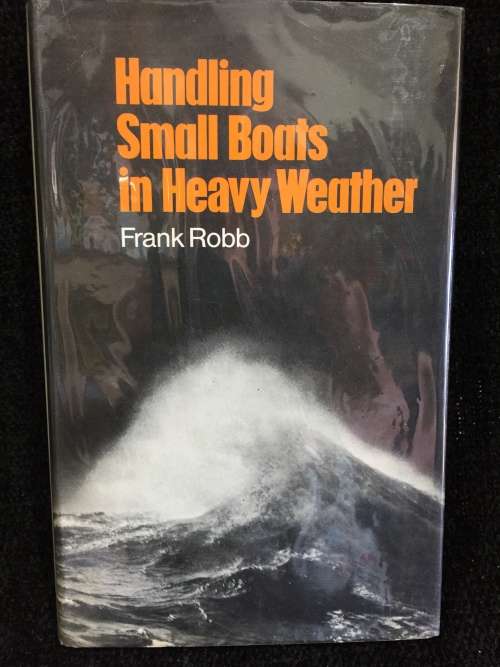 Handling
Small Boats
in Heavy Weather
Frank Robb